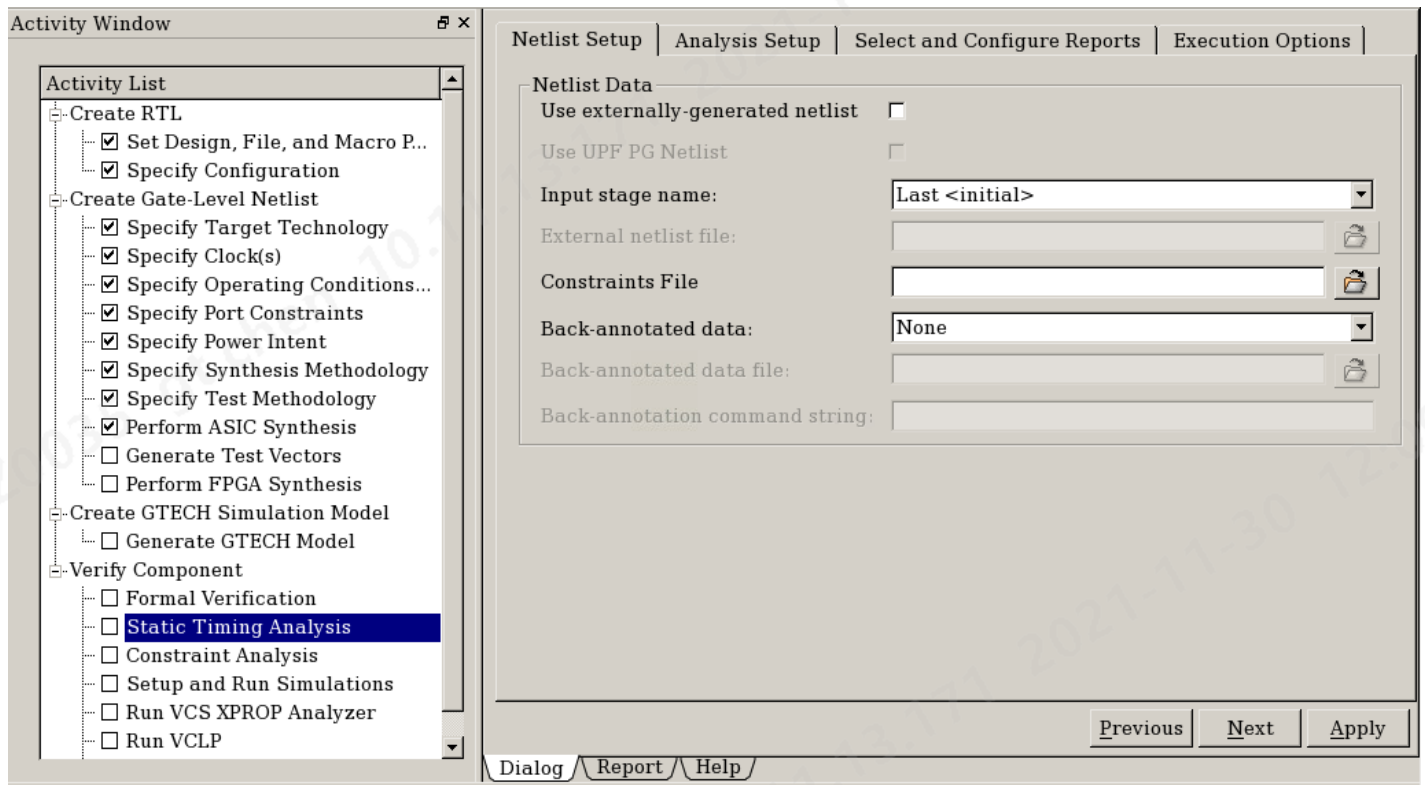 Activity Window
Activity List
Create RTL
Set Design, File, and Macro P...
Specify Configuration
Create Gate-Level Netlist
Specify Target Technology
Specify Clock(s)
Specify Operating Conditions...
Specify Port Constraints
Specify Power Intent
Specify Synthesis Methodology
Specify Test Methodology
Perform ASIC Synthesis
Generate Test Vectors
Perform FPGA Synthesis
Create GTECH Simulation Model
Generate GTECH Model
Verify Component
Formal Verification
Static Timing Analysis
Constraint Analysis
Setup and Run Simulations
Run VCS XPROP Analyzer
Run VCLP
Netlist Setup Analysis Setup Select and Configure Reports Execution Options
Netlist Data
Use externally-generated netlist
Use UPF PG Netlist
Input stage name: Last <initial>
External netlist file:
Constraints File
Back-annotated data: None
Back-annotated data file:
Back-annotation command string:
Previous Next Apply
Dialog Report Help